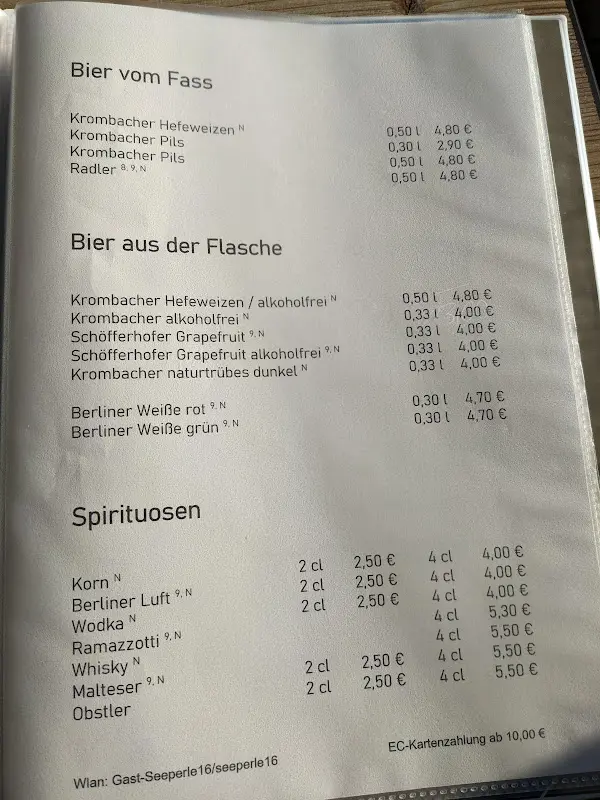 Bier vom Fass
Krombacher Hefeweizen N 0,50 l 4,80 €
Krombacher Pils 0,30 l 2,90 €
Krombacher Pils 0,50 l 4,80 €
Radler 8, 9, N 0,50 l 4,80 €
Bier aus der Flasche
Krombacher Hefeweizen / alkoholfrei N 0,50 l 4,80 €
Krombacher alkoholfrei N 0,33 l 4,00 €
Schöfferhofer Grapefruit 9, N 0,33 l 4,00 €
Schöfferhofer Grapefruit alkoholfrei 9, N 0,33 l 4,00 €
Krombacher naturtrübes dunkel N 0,33 l 4,00 €
Berliner Weiße rot 9, N 0,30 l 4,70 €
Berliner Weiße grün 9, N 0,30 l 4,70 €
Spirituosen
Korn N 2 cl 2,50 € 4 cl 4,00 €
Berliner Luft 9, N 2 cl 2,50 € 4 cl 4,00 €
Wodka N 2 cl 2,50 € 4 cl 4,00 €
Ramazzotti 9, N 4 cl 5,30 €
Whisky N 4 cl 5,50 €
Malteser 9, N 2 cl 2,50 € 4 cl 5,50 €
Obstler 2 cl 2,50 € 4 cl 5,50 €
EC-Kartenzahlung ab 10,00 €
Wlan: Gast-Seeperle16/seeperle16